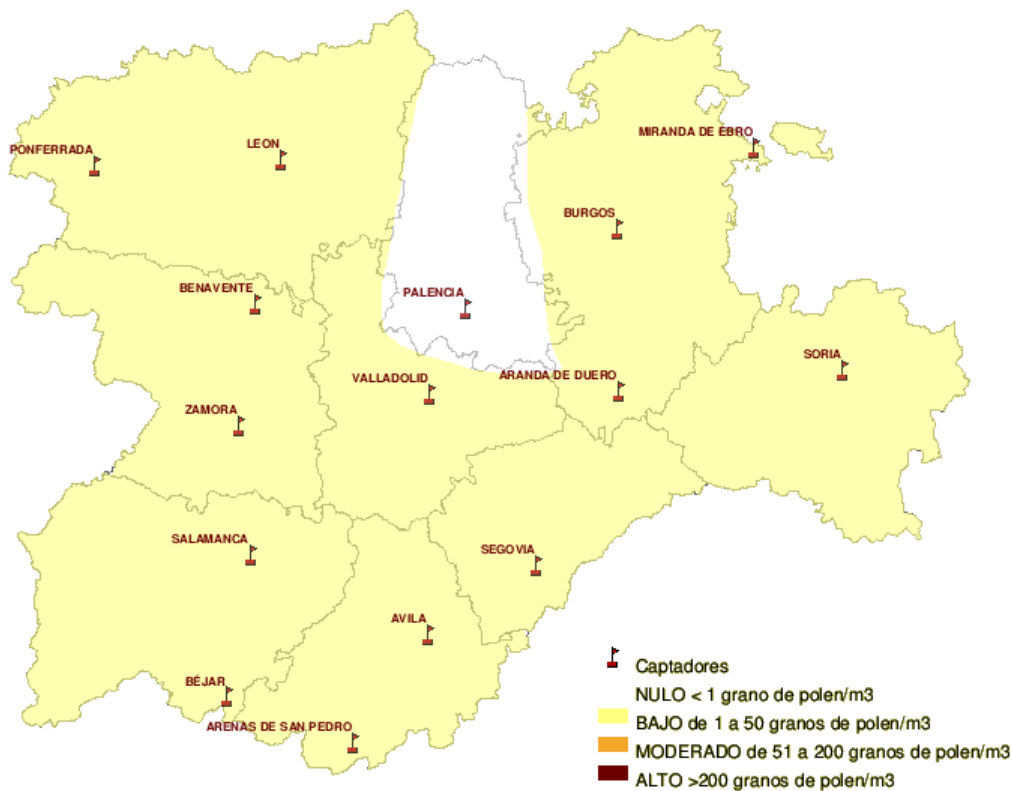 MIRANDA DE EBRO
PONFERRADA
LEON
BURGOS
BENAVENTE
PALENCIA
SORIA
VALLADOLID
ARANDA DE DUERO
ZAMORA
SALAMANCA
SEGOVIA
AVILA
BÉJAR
ARENAS DE SAN PEDRO
Captadores
NULO < 1 grano de polen/m3
BAJO de 1 a 50 granos de polen/m3
MODERADO de 51 a 200 granos de polen/m3
ALTO >200 granos de polen/m3